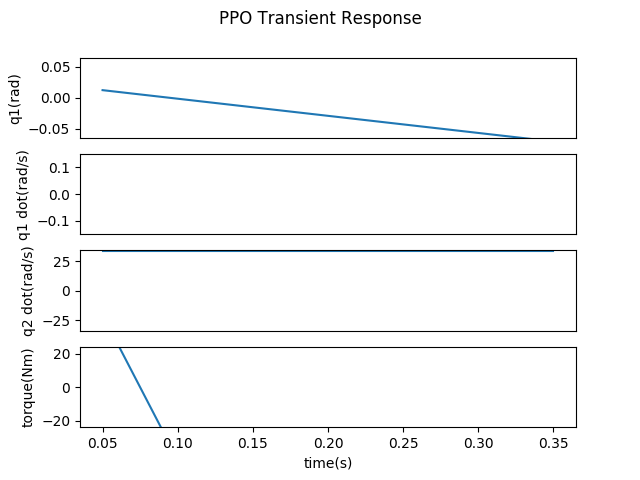 PPO Transient Response
q1(rad)
0.05
0.00
−0.05
q1 dot(rad/s)
0.1
0.0
−0.1
q2 dot(rad/s)
25
0
−25
torque(Nm)
20
0
−20
0.05 0.10 0.15 0.20 0.25 0.30 0.35
time(s)